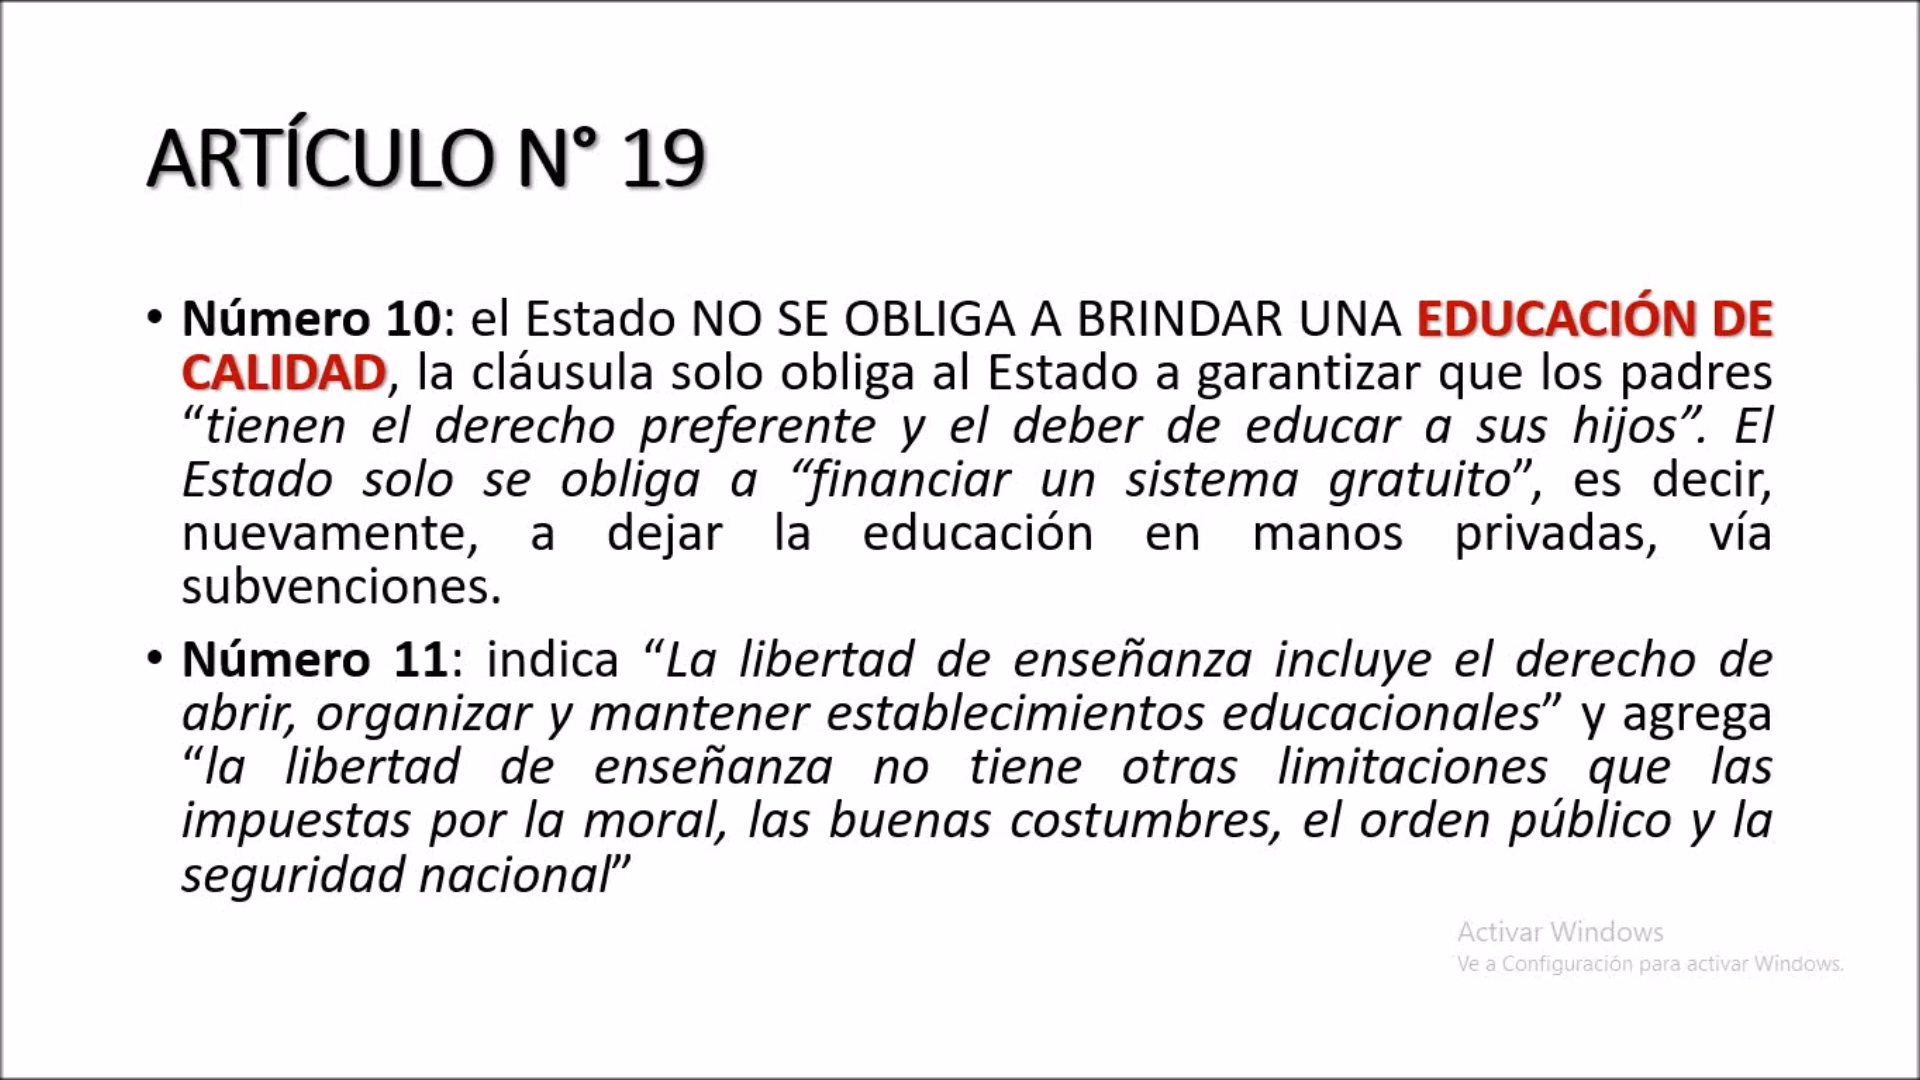 ARTÍCULO N° 19
• Número 10: el Estado NO SE OBLIGA A BRINDAR UNA EDUCACIÓN DE
CALIDAD, la cláusula solo obliga al Estado a garantizar que los padres
“tienen el derecho preferente y el deber de educar a sus hijos”. El
Estado solo se obliga a “financiar un sistema gratuito”, es decir,
nuevamente, a dejar la educación en manos privadas, vía
subvenciones.
• Número 11: indica “La libertad de enseñanza incluye el derecho de
abrir, organizar y mantener establecimientos educacionales” y agrega
“la libertad de enseñanza no tiene otras limitaciones que las
impuestas por la moral, las buenas costumbres, el orden público y la
seguridad nacional”
Activar Windows
Ve a Configuración para activar Windows.